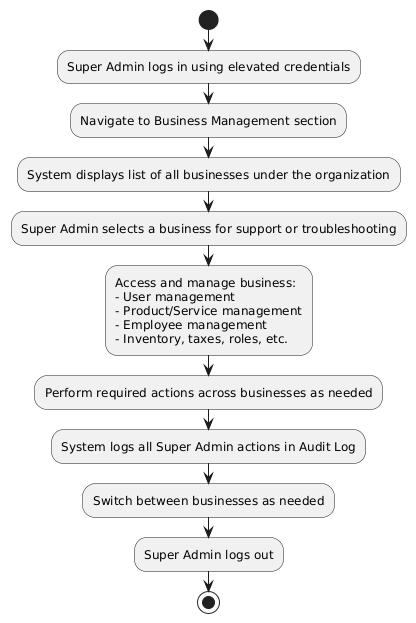 Super Admin logs in using elevated credentials
Navigate to Business Management section
System displays list of all businesses under the organization
Super Admin selects a business for support or troubleshooting
Access and manage business:
- User management
- Product/Service management
- Employee management
- Inventory, taxes, roles, etc.
Perform required actions across businesses as needed
System logs all Super Admin actions in Audit Log
Switch between businesses as needed
Super Admin logs out